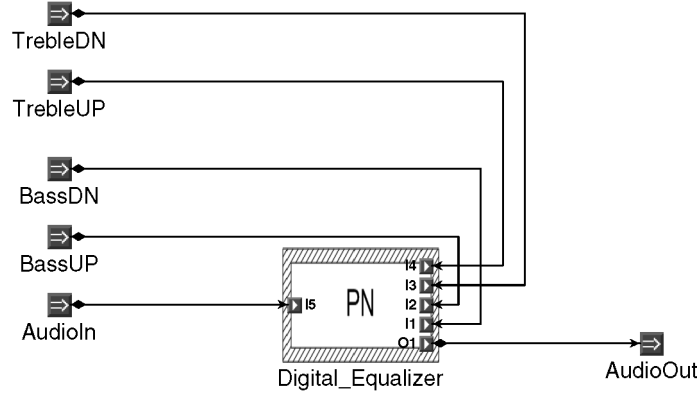 TrebleDN
TrebleUP
BassDN
BassUP
AudioIn
I4
I3
I5
PN
I2
I1
O1
Digital_Equalizer
AudioOut